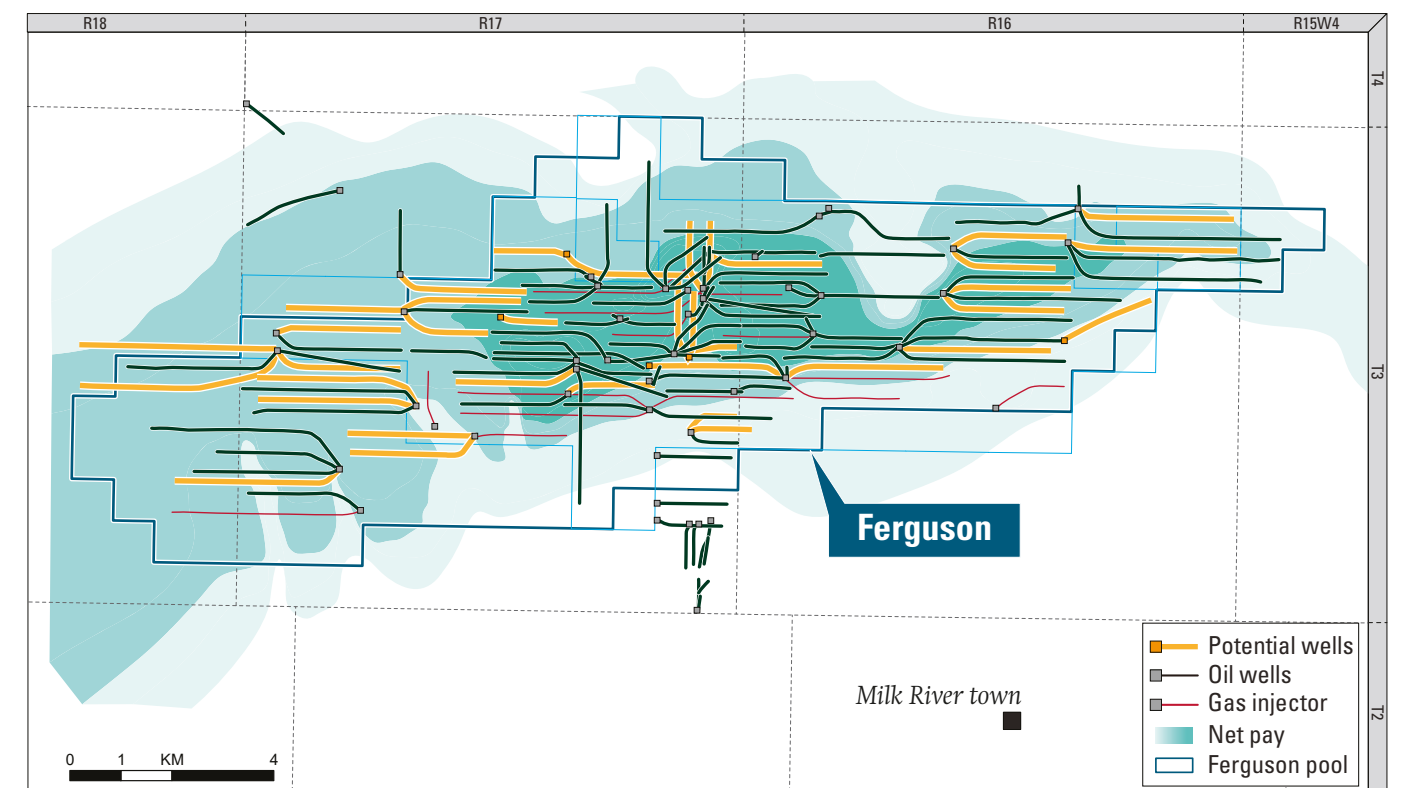 R18 R17 R16 R15W4
T4
T3
Ferguson
T2
Milk River town
Potential wells
Oil wells
Gas injector
Net pay
Ferguson pool
0 1 KM 4